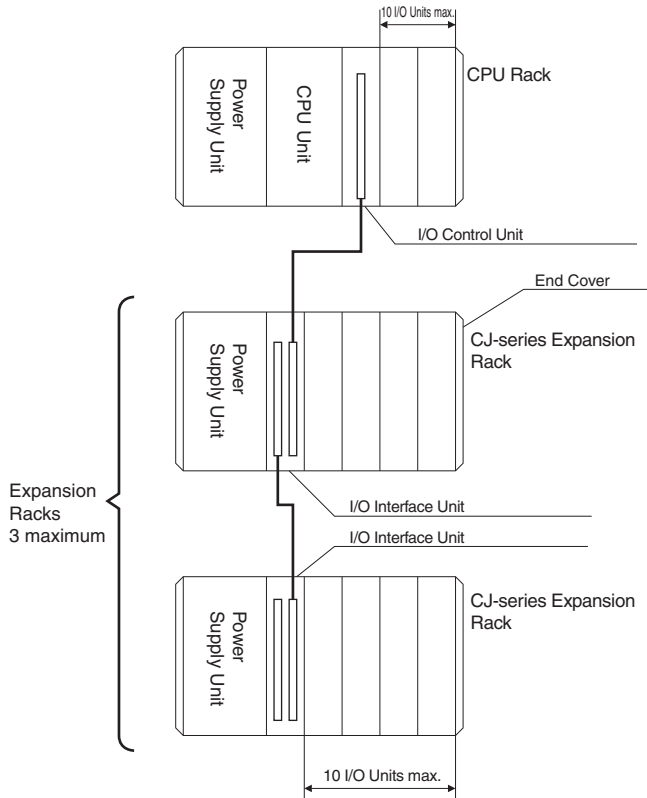 10 I/O Units max.
CPU Rack
Power
Supply Unit
CPU Unit
I/O Control Unit
End Cover
CJ-series Expansion
Rack
Power
Supply Unit
Expansion
Racks
3 maximum
I/O Interface Unit
I/O Interface Unit
CJ-series Expansion
Rack
Power
Supply Unit
10 I/O Units max.